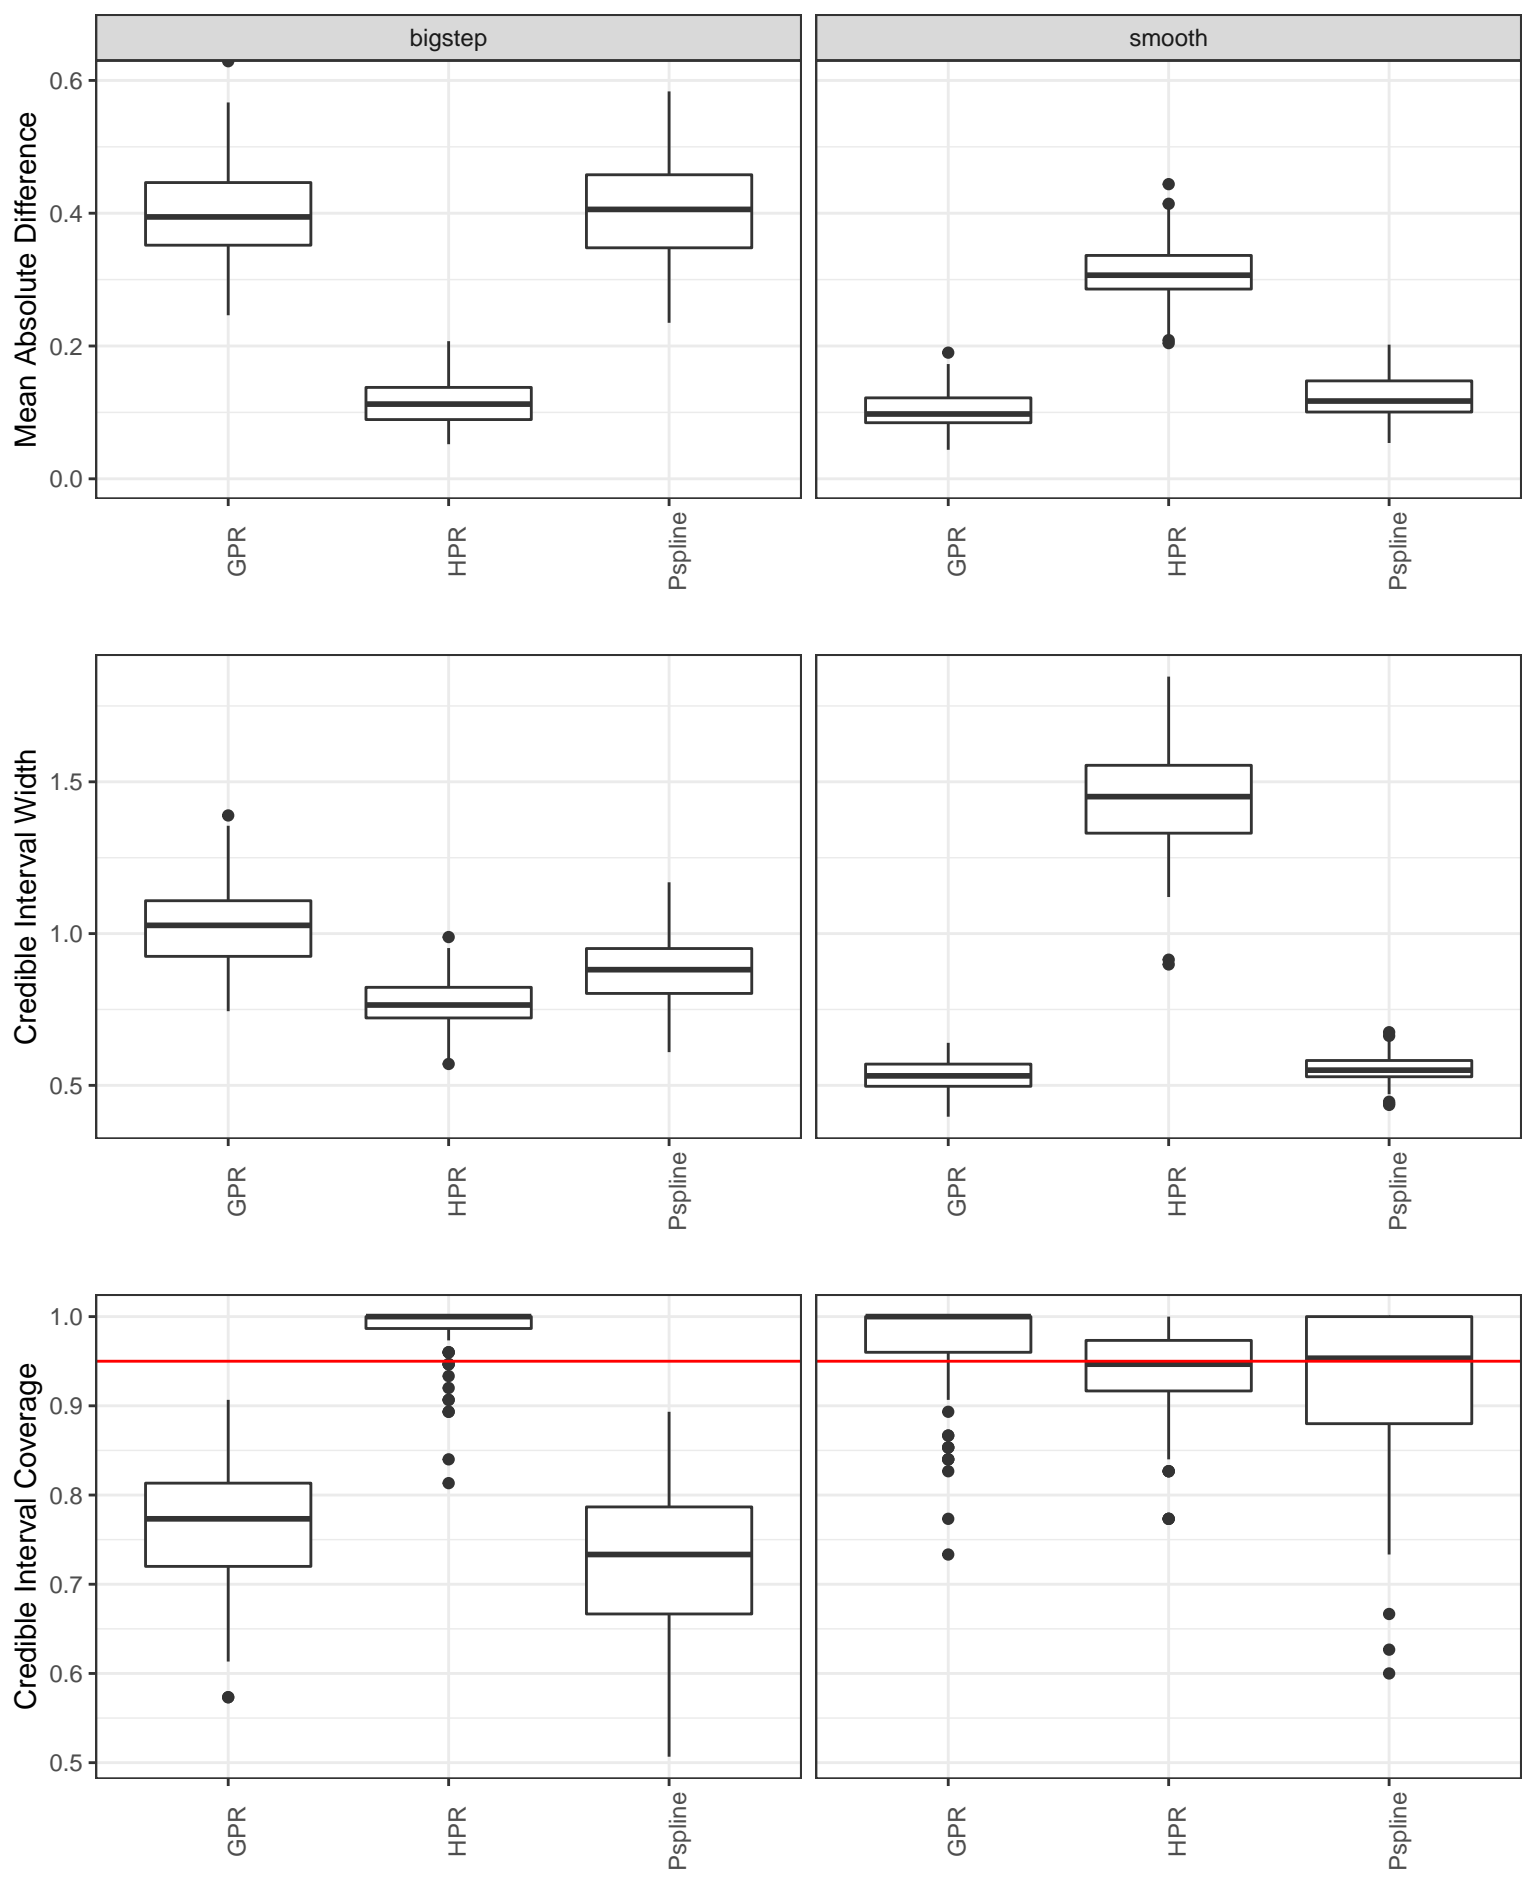 bigstep
smooth
Mean Absolute Difference
0.6
0.4
0.2
0.0
GPR
HPR
Pspline
GPR
HPR
Pspline
Credible Interval Width
1.5
1.0
0.5
GPR
HPR
Pspline
GPR
HPR
Pspline
Credible Interval Coverage
1.0
0.9
0.8
0.7
0.6
0.5
GPR
HPR
Pspline
GPR
HPR
Pspline